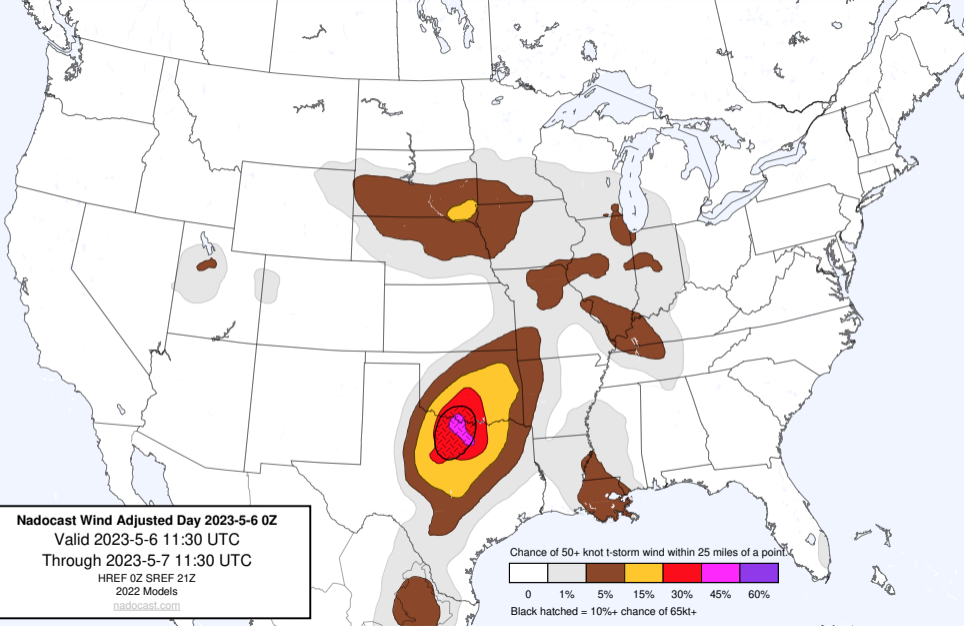 Nadocast Wind Adjusted Day 2023-5-6 0Z
Valid 2023-5-6 11:30 UTC
Through 2023-5-7 11:30 UTC
HREF 0Z SREF 21Z
2022 Models
nadocast.com
Chance of 50+ knot t-storm wind within 25 miles of a point.
0 1% 5% 15% 30% 45% 60%
Black hatched = 10%+ chance of 65kt+